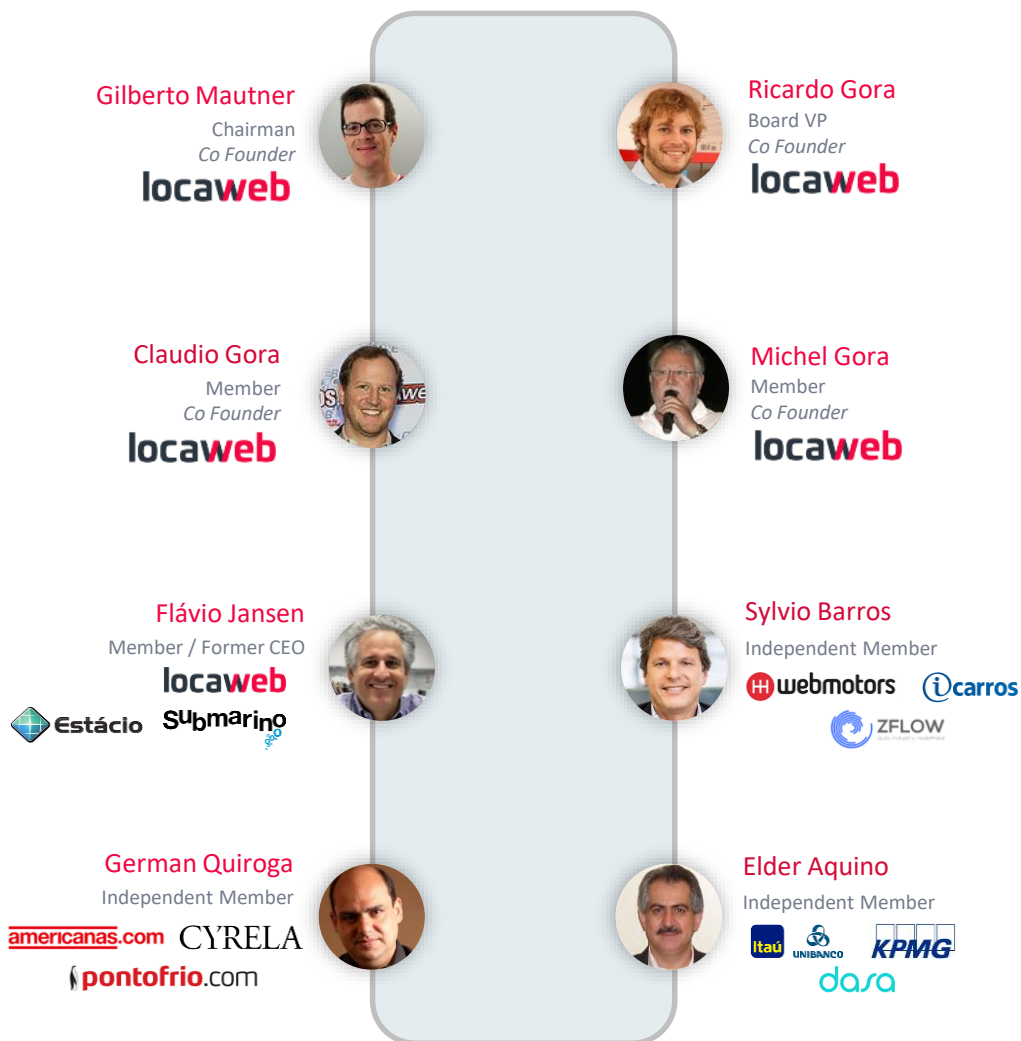 Gilberto Mautner
Chairman
Co Founder
locaweb
Ricardo Gora
Board VP
Co Founder
locaweb
Claudio Gora
Member
Co Founder
locaweb
Michel Gora
Member
Co Founder
locaweb
Flávio Jansen
Member / Former CEO
locaweb
Estácio submarino
Sylvio Barros
Independent Member
webmotors icarros
ZFLOW
Auto industry, redefined
German Quiroga
Independent Member
americanas.com CYRELA
pontofrio.com
Elder Aquino
Independent Member
Itaú UNIBANCO KPMG
dasa